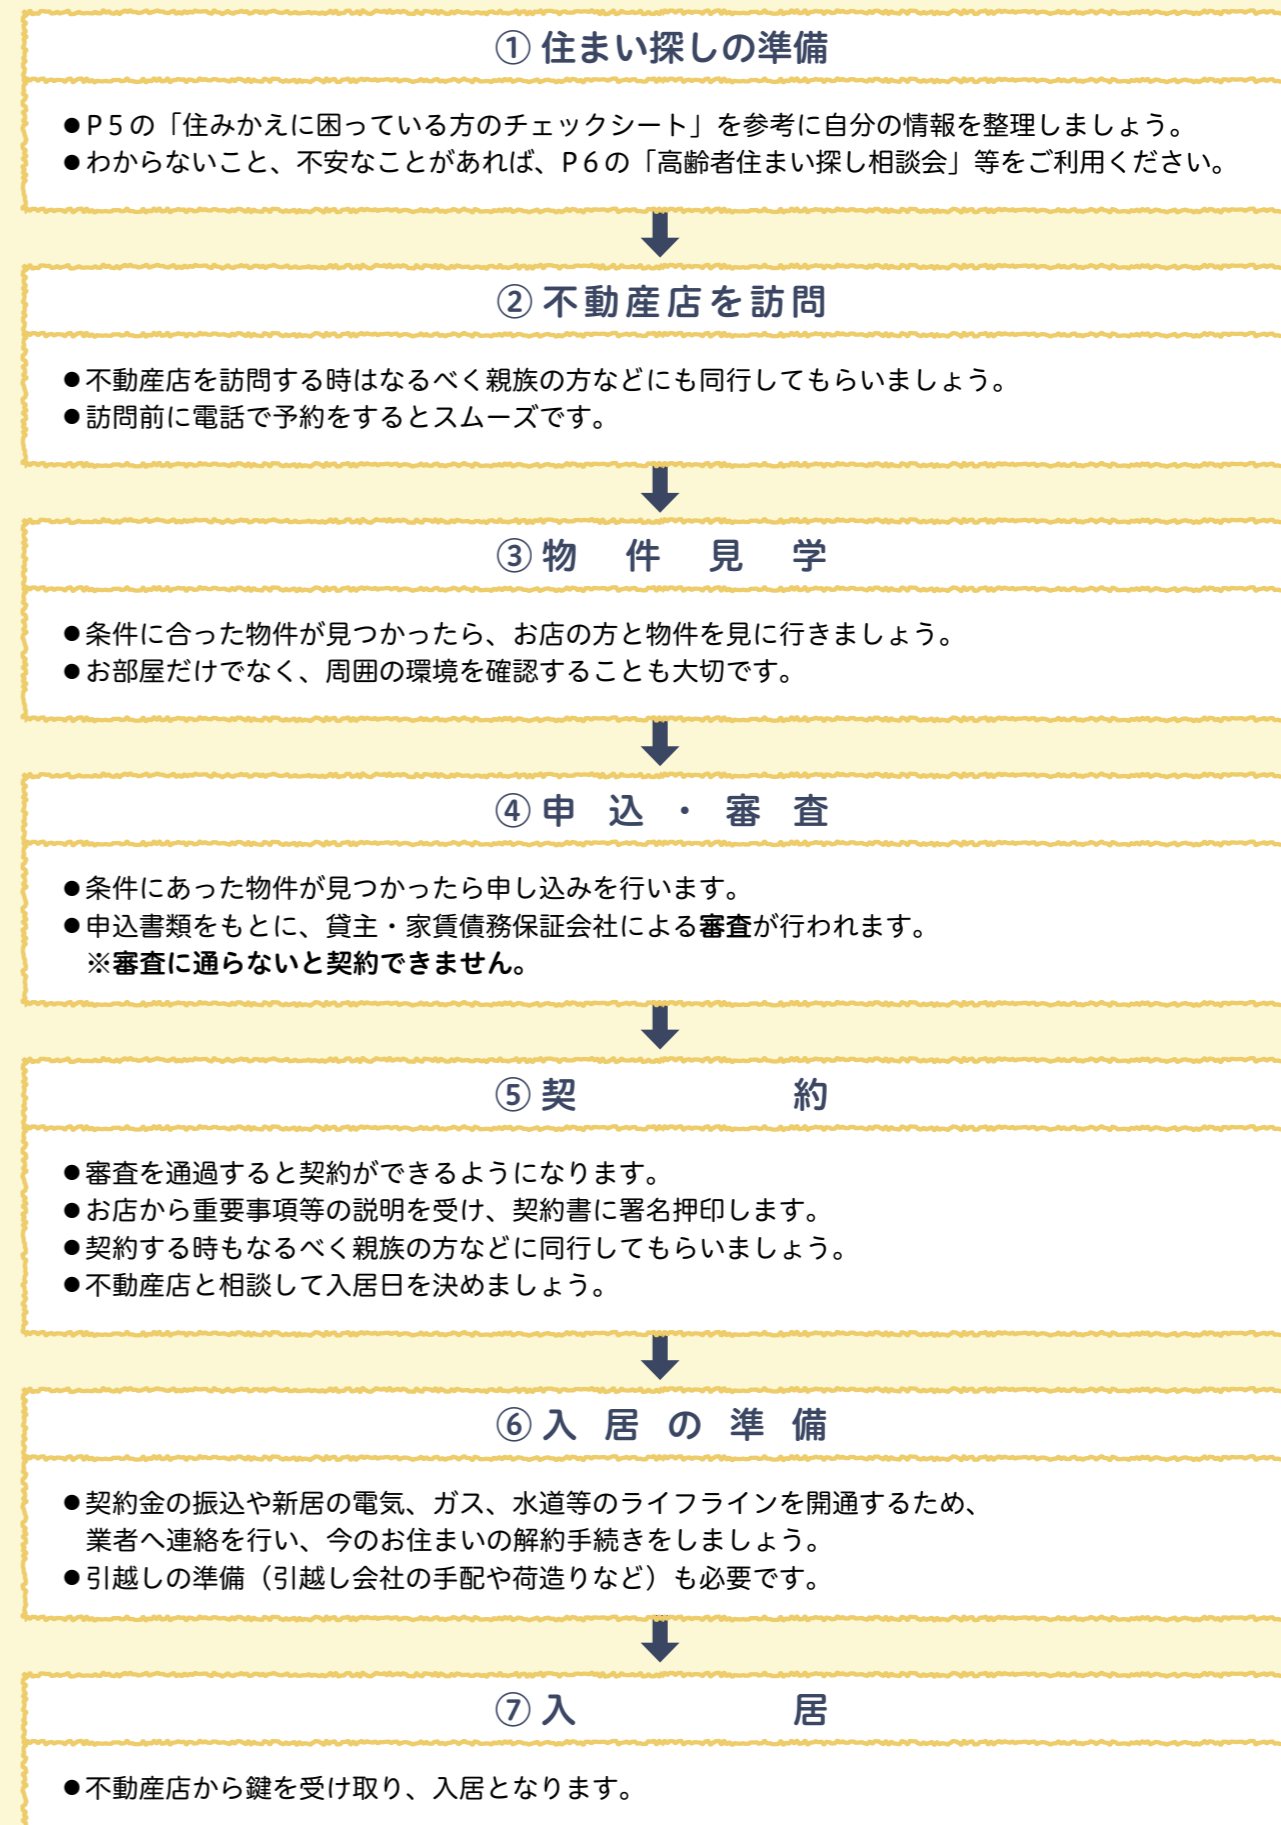 ① 住まい探しの準備
●P５の「住みかえに困っている方のチェックシート」を参考に自分の情報を整理しましょう。
●わからないこと、不安なことがあれば、P６の「高齢者住まい探し相談会」等をご利用ください。
② 不動産店を訪問
●不動産店を訪問する時はなるべく親族の方などにも同行してもらいましょう。
●訪問前に電話で予約をするとスムーズです。
③ 物件見学
●条件に合った物件が見つかったら、お店の方と物件を見に行きましょう。
●お部屋だけでなく、周囲の環境を確認することも大切です。
④ 申込・審査
●条件にあった物件が見つかったら申し込みを行います。
●申込書類をもとに、貸主・家賃債務保証会社による審査が行われます。
※審査に通らないと契約できません。
⑤ 契約
●審査を通過すると契約ができるようになります。
●お店から重要事項等の説明を受け、契約書に署名押印します。
●契約する時もなるべく親族の方などに同行してもらいましょう。
●不動産店と相談して入居日を決めましょう。
⑥ 入居の準備
●契約金の振込や新居の電気、ガス、水道等のライフラインを開通するため、
業者へ連絡を行い、今のお住まいの解約手続きをしましょう。
●引越しの準備（引越し会社の手配や荷造りなど）も必要です。
⑦ 入居
●不動産店から鍵を受け取り、入居となります。